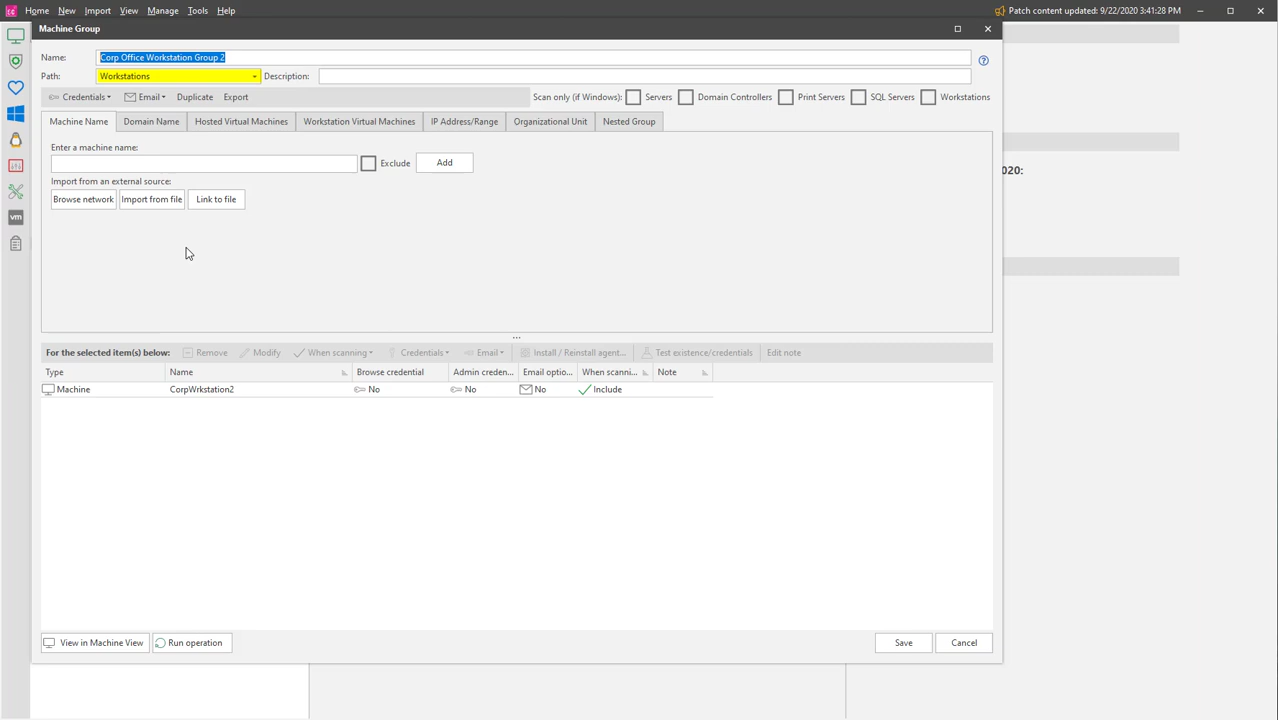 Home New Import View Manage Tools Help Patch content updated: 9/22/2020 3:41:28 PM
Machine Group
Name: Corp Office Workstation Group 2
Path: Workstations Description:
Credentials Email Duplicate Export Scan only (if Windows): Servers Domain Controllers Print Servers SQL Servers Workstations
Machine Name Domain Name Hosted Virtual Machines Workstation Virtual Machines IP Address/Range Organizational Unit Nested Group
Enter a machine name:
Exclude Add
020:
Import from an external source:
Browse network Import from file Link to file
vm
...
For the selected item(s) below: Remove Modify When scanning Credentials Email Install / Reinstall agent... Test existence/credentials Edit note
Type Name Browse credential Admin creden... Email optio... When scanni... Note
Machine CorpWrkstation2 No No No Include
View in Machine View Run operation Save Cancel